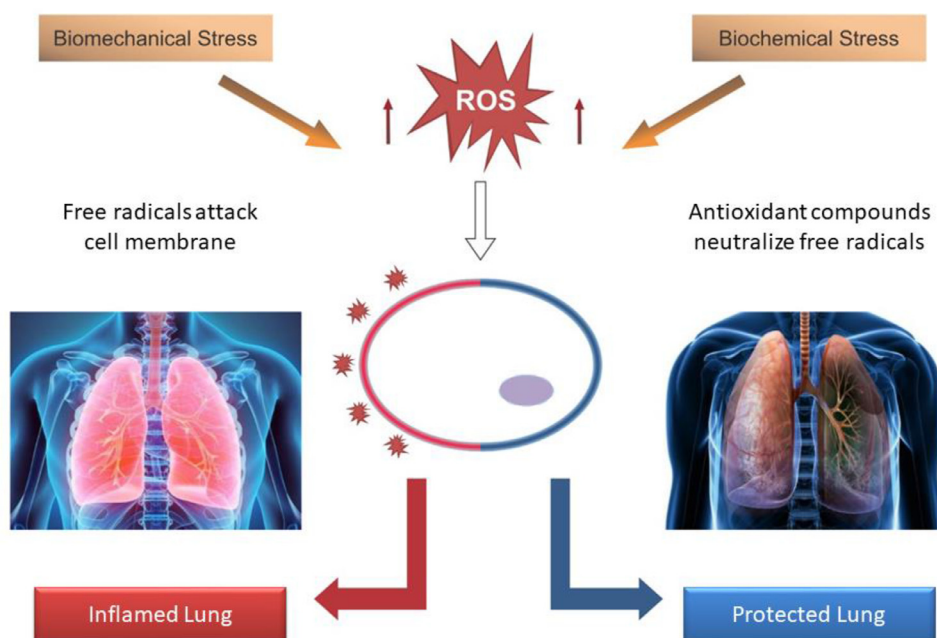 Biomechanical Stress
Biochemical Stress
ROS
Free radicals attack
cell membrane
Antioxidant compounds
neutralize free radicals
Inflamed Lung
Protected Lung